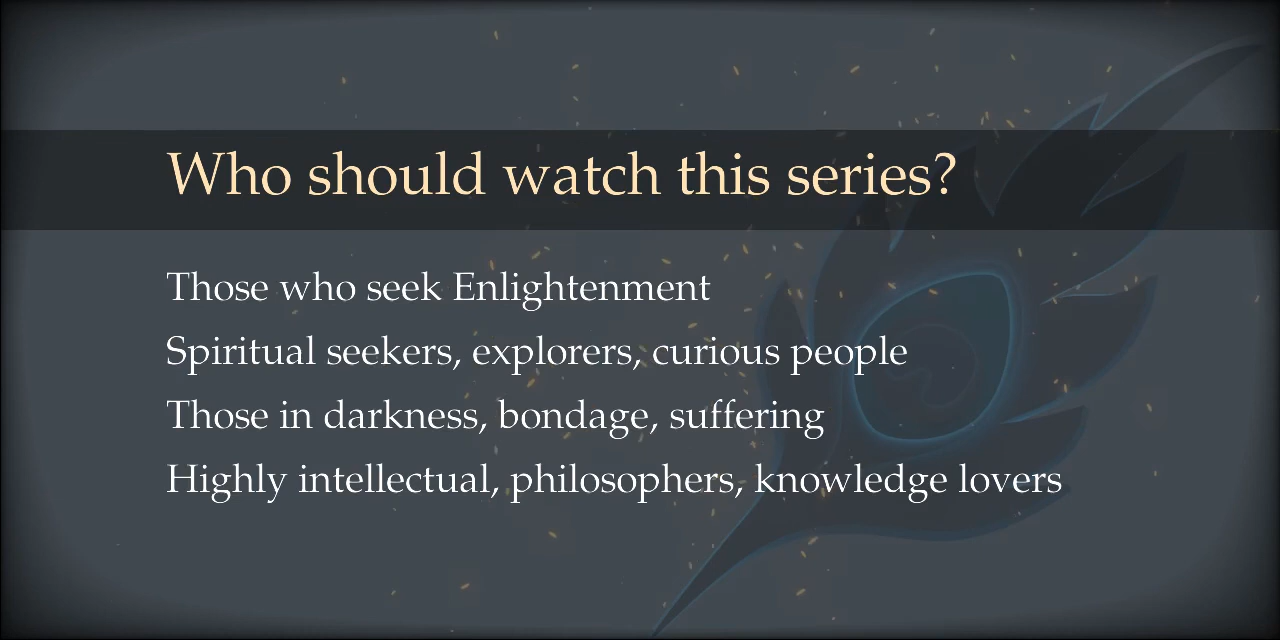 Who should watch this series?
Those who seek Enlightenment
Spiritual seekers, explorers, curious people
Those in darkness, bondage, suffering
Highly intellectual, philosophers, knowledge lovers